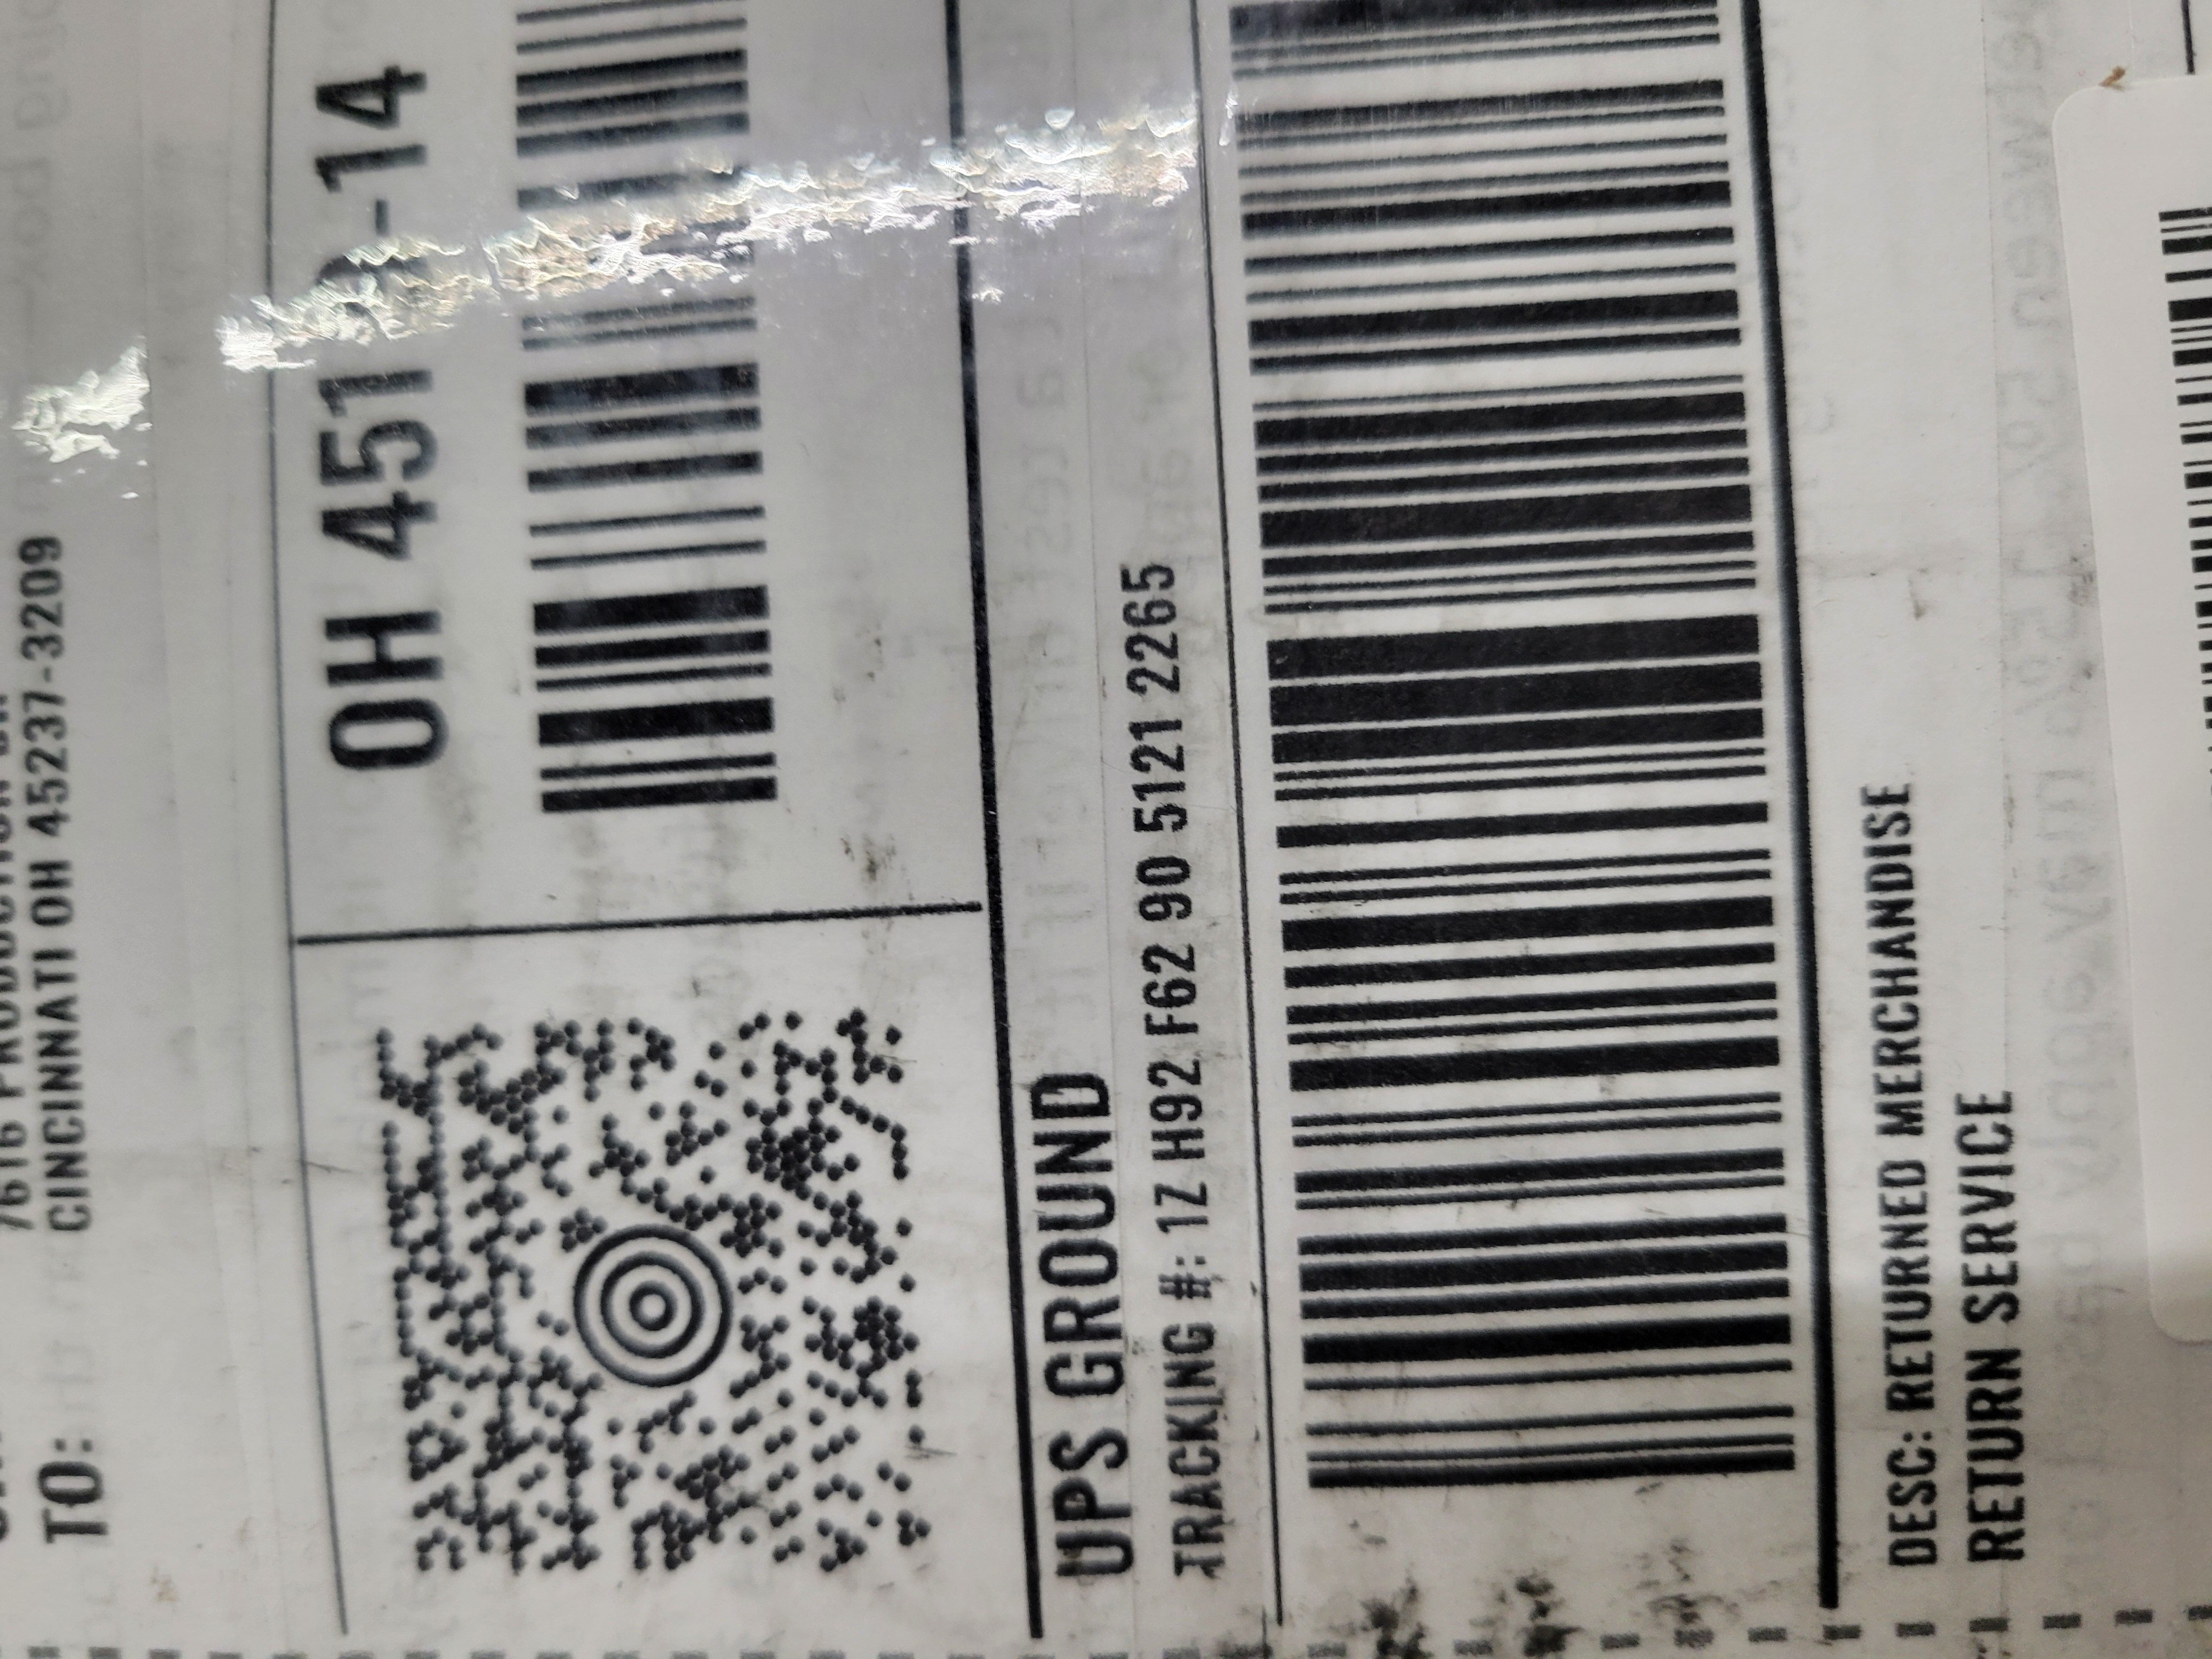 TO:
CINCINNATI OH 45237-3209
OH 451 -14
UPS GROUND
TRACKING #: 1Z H92 F62 90 5121 2265
DESC: RETURNED MERCHANDISE
RETURN SERVICE